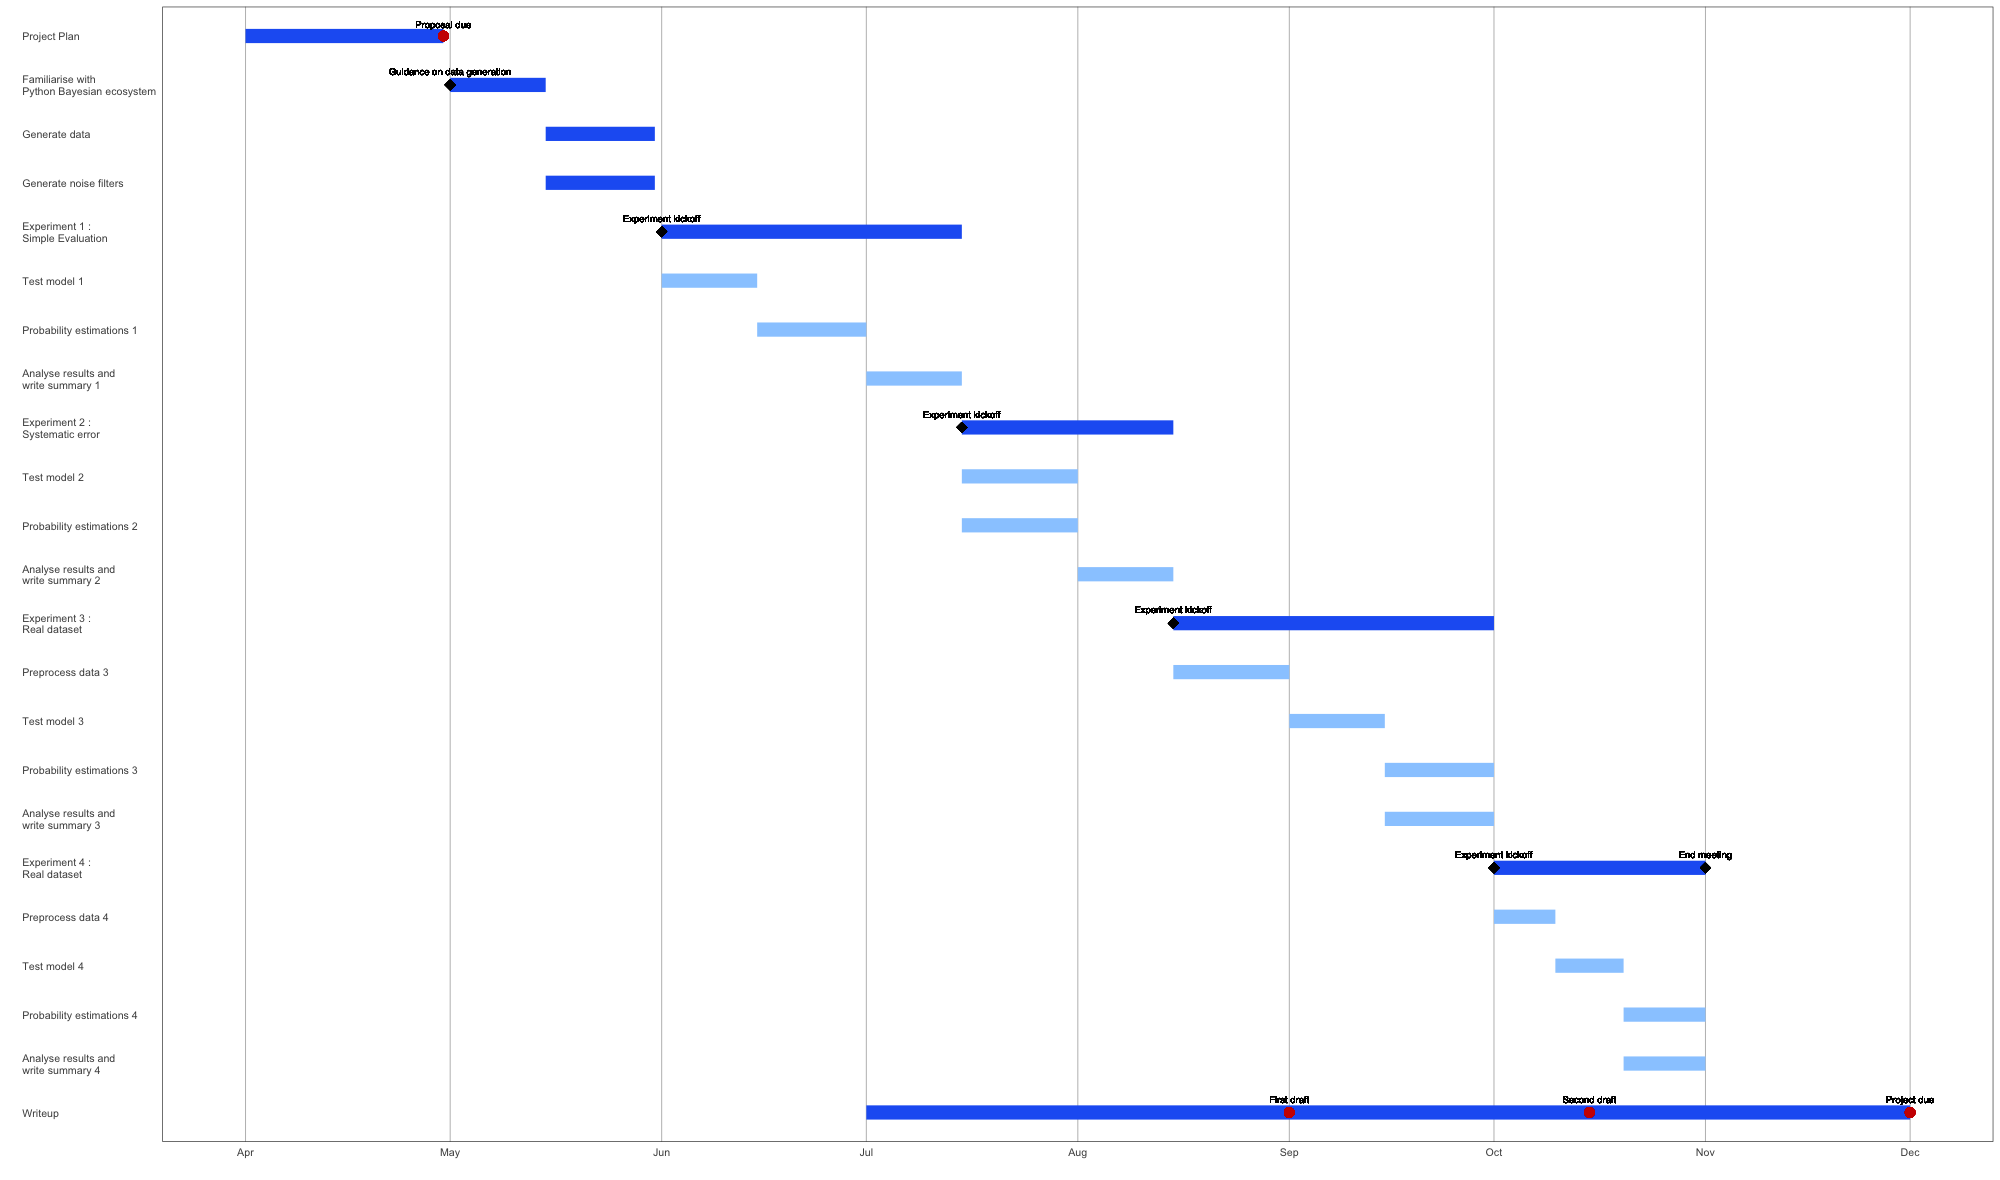 Proposal due
Project Plan
Guidance on data generation
Familiarise with
Python Bayesian ecosystem
Generate data
Generate noise filters
Experiment kickoff
Experiment 1 :
Simple Evaluation
Test model 1
Probability estimations 1
Analyse results and
write summary 1
Experiment kickoff
Experiment 2 :
Systematic error
Test model 2
Probability estimations 2
Analyse results and
write summary 2
Experiment kickoff
Experiment 3 :
Real dataset
Preprocess data 3
Test model 3
Probability estimations 3
Analyse results and
write summary 3
Experiment kickoff End meeting
Experiment 4 :
Real dataset
Preprocess data 4
Test model 4
Probability estimations 4
Analyse results and
write summary 4
First draft Second draft Project due
Writeup
Apr May Jun Jul Aug Sep Oct Nov Dec